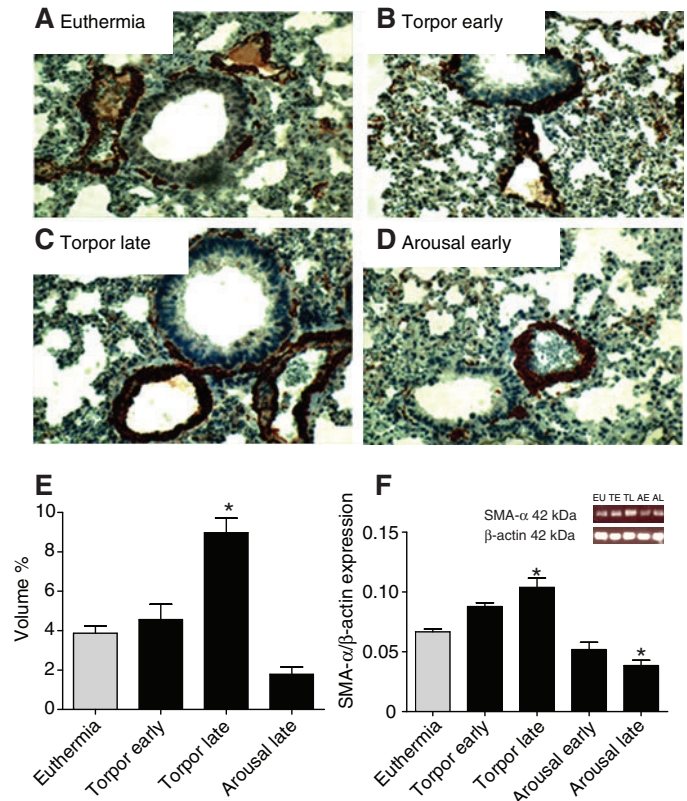 A Euthermia
B Torpor early
C Torpor late
D Arousal early
E
Volume %
10
8
6
4
2
0
*
Euthermia
Torpor early
Torpor late
Arousal late
F
EU TE TL AE AL
SMA-α 42 kDa
β-actin 42 kDa
SMA-α/β-actin expression
0.15
0.10
0.05
0
*
*
Euthermia
Torpor early
Torpor late
Arousal early
Arousal late